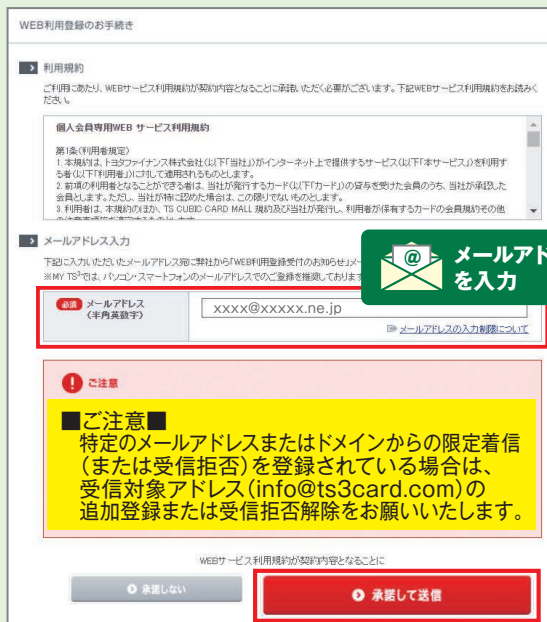 WEB利用登録のお手続き
利用規約
ご利用にあたり、WEBサービス利用規約が契約内容となることに承諾いただく必要がございます。下記WEBサービス利用規約をお読みく
ださい。
個人会員専用WEB サービス利用規約
第1条(利用者規定)
1. 本規約は、トヨタファイナンス株式会社(以下「当社」)がインターネット上で提供するサービス(以下「本サービス」)を利用す
る者(以下「利用者」)に対して適用されるものとします。
2. 前項の利用者となることができる者は、当社が発行するカード(以下「カード」)の貸与を受けた会員のうち、当社が承認した
会員とします。ただし、当社が特に認めた場合は、この限りでないものとします。
3. 利用者は、本規約のほか、TS CUBIC CARD MALL 規約及び当社が発行し、利用者が保有するカードの会員規約その他
メールアドレス入力
下記に入力いただいたメールアドレス宛に弊社から「WEB利用登録受付のお知らせ」メー
※MY TS³では、パソコン・スマートフォンのメールアドレスでのご登録を推奨しております
@ メールアド
を入力
必須 メールアドレス
(半角英数字)
xxxx@xxxxx.ne.jp
メールアドレスの入力制限について
! ご注意
■ご注意■
特定のメールアドレスまたはドメインからの限定着信
(または受信拒否)を登録されている場合は、
受信対象アドレス(info@ts3card.com)の
追加登録または受信拒否解除をお願いいたします。
WEBサービス利用規約が契約内容となることに
承諾しない
承諾して送信